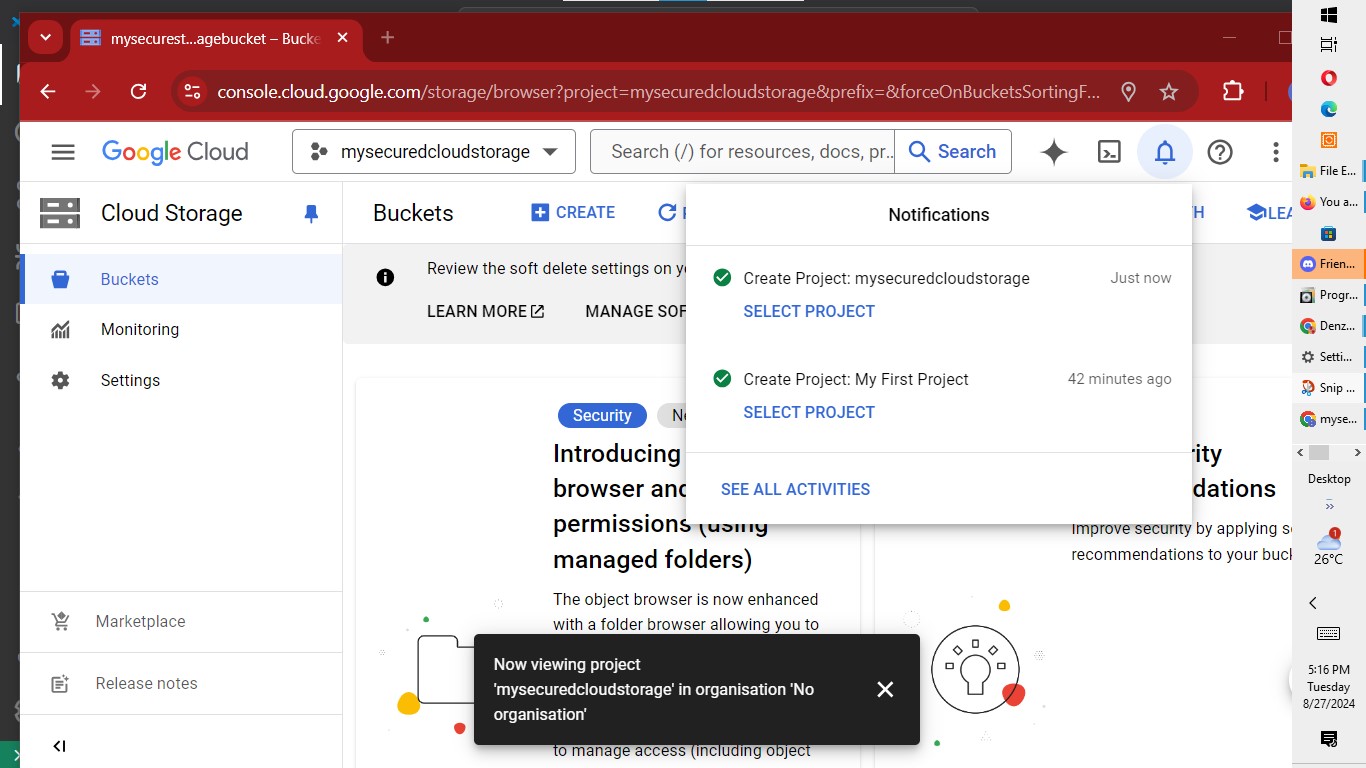 mysecurest...agebucket – Bucke
console.cloud.google.com/storage/browser?project=mysecuredcloudstorage&prefix=&forceOnBucketsSortingF...
Google Cloud
mysecuredcloudstorage
Search (/) for resources, docs, pr...
Search
Cloud Storage
Buckets
CREATE
LEA
Notifications
Buckets
Monitoring
Settings
Marketplace
Release notes
Review the soft delete settings on yo
LEARN MORE
MANAGE SOF
Create Project: mysecuredcloudstorage
Just now
SELECT PROJECT
Create Project: My First Project
42 minutes ago
SELECT PROJECT
SEE ALL ACTIVITIES
Security
Introducing
browser and
permissions (using
managed folders)
The object browser is now enhanced
with a folder browser allowing you to
to manage access (including object
rity
dations
Improve security by applying se
recommendations to your buck
Now viewing project
'mysecuredcloudstorage' in organisation 'No
organisation'
File E...
You a...
Frien...
Progr...
Denz...
Setti...
Snip ...
myse...
Desktop
1
26°C
5:16 PM
Tuesday
8/27/2024